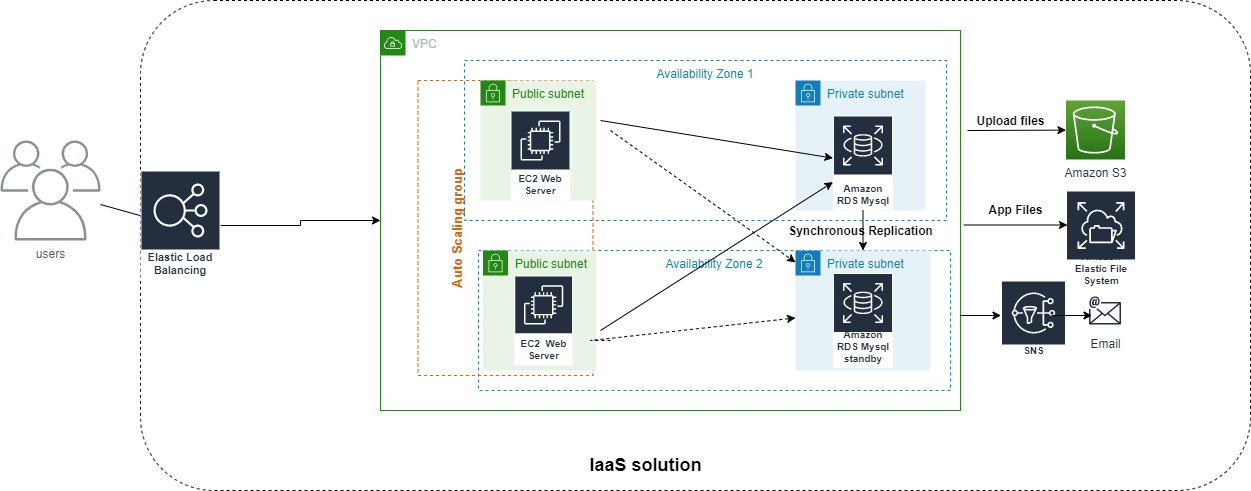 VPC
Availability Zone 1
Public subnet
Private subnet
EC2 Web
Server
Amazon
RDS Mysql
Upload files
Amazon S3
users
Elastic Load
Balancing
Auto Scaling group
Synchronous Replication
App Files
Amazon
Elastic File
System
Availability Zone 2
Public subnet
Private subnet
EC2 Web
Server
Amazon
RDS Mysql
standby
SNS
@
Email
IaaS solution